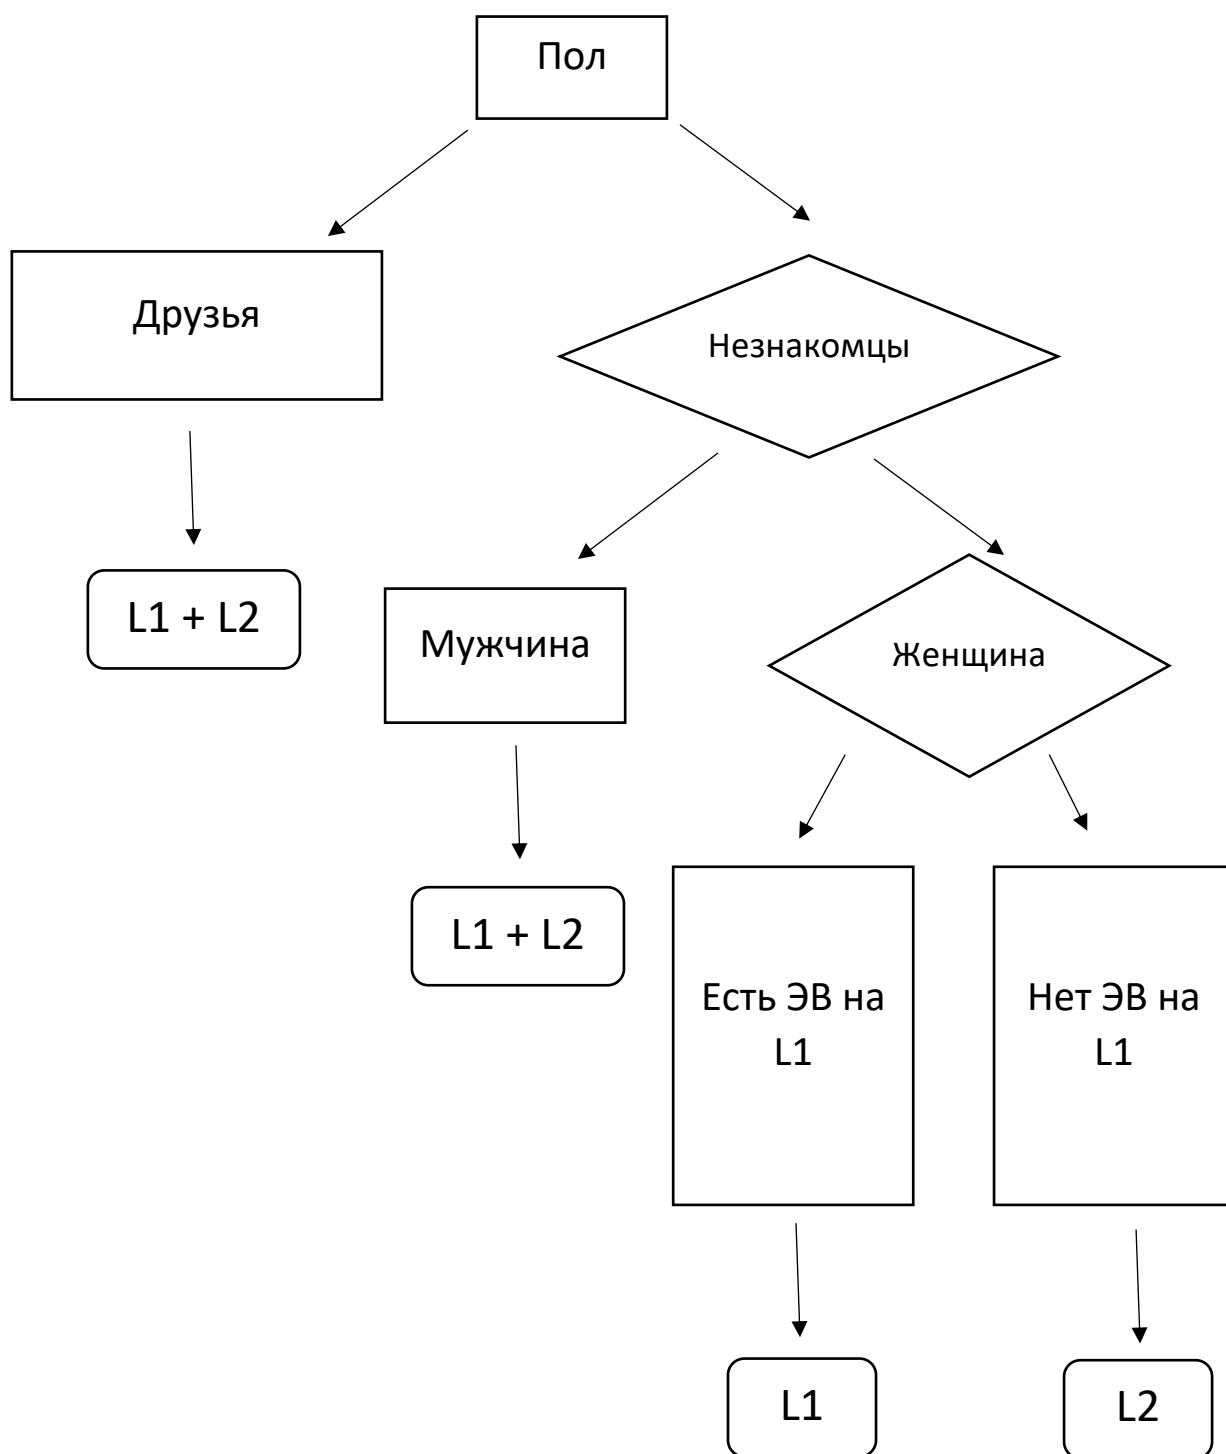 Пол
Друзья
Незнакомцы
L1 + L2
Мужчина
Женщина
L1 + L2
Есть ЭВ на
L1
Нет ЭВ на
L1
L1
L2